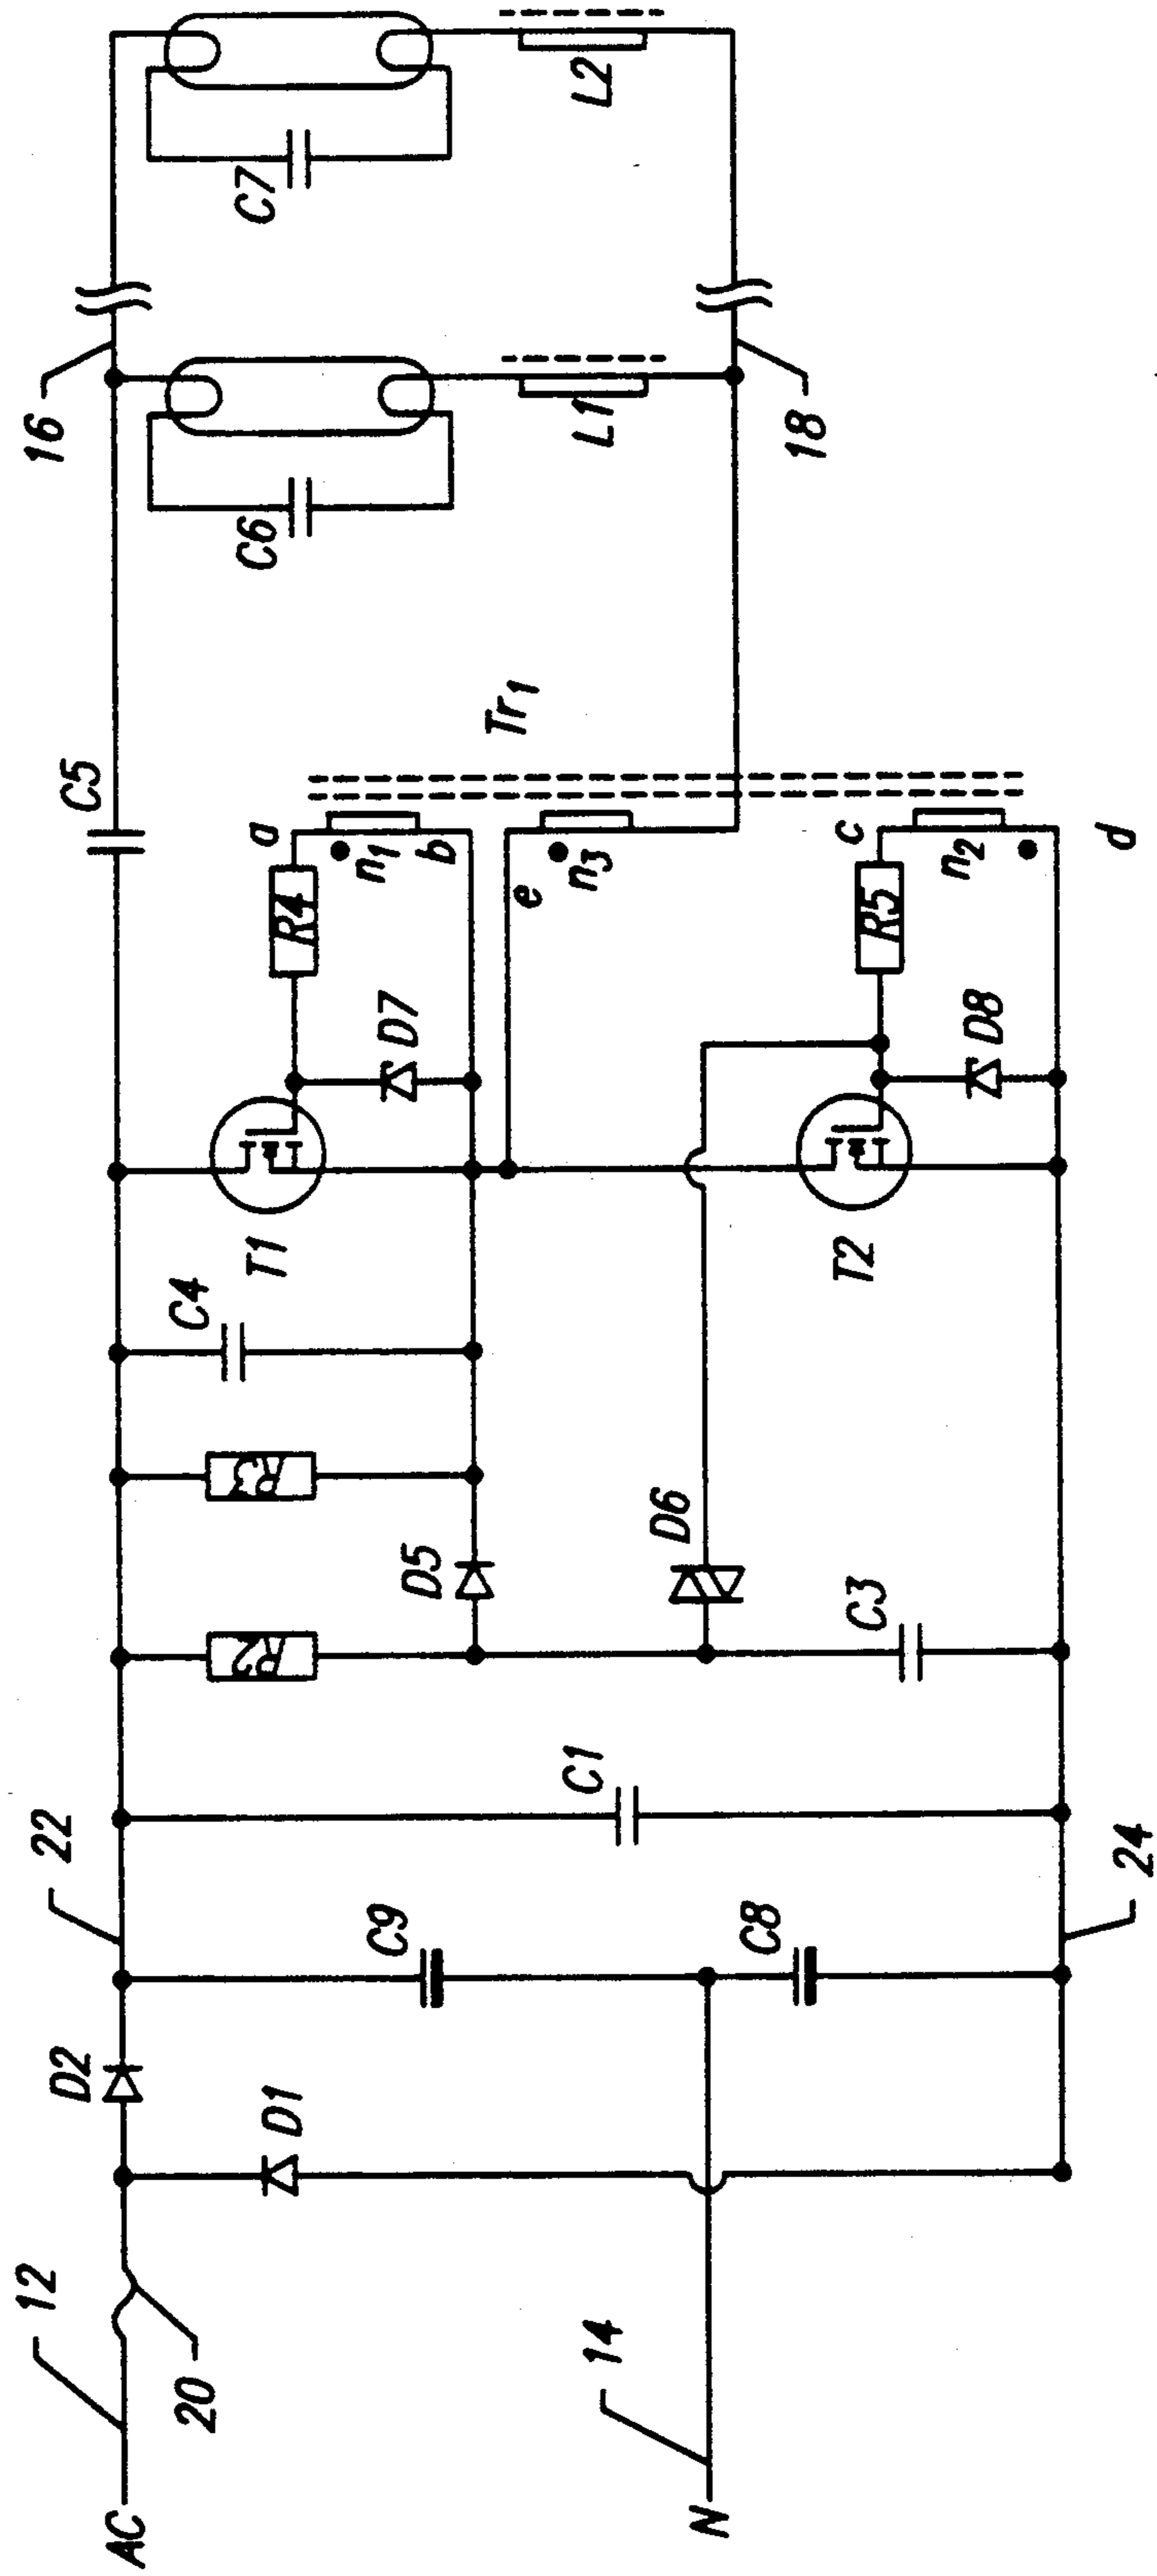 AC
12
20
D2
D1
22
C9
C8
N
14
24
C1
R2
R3
C4
D5
D6
C3
T1
T2
D7
D8
R4
R5
a
n1
b
e
n3
c
n2
d
Tr1
C5
16
18
C6
L1
C7
L2